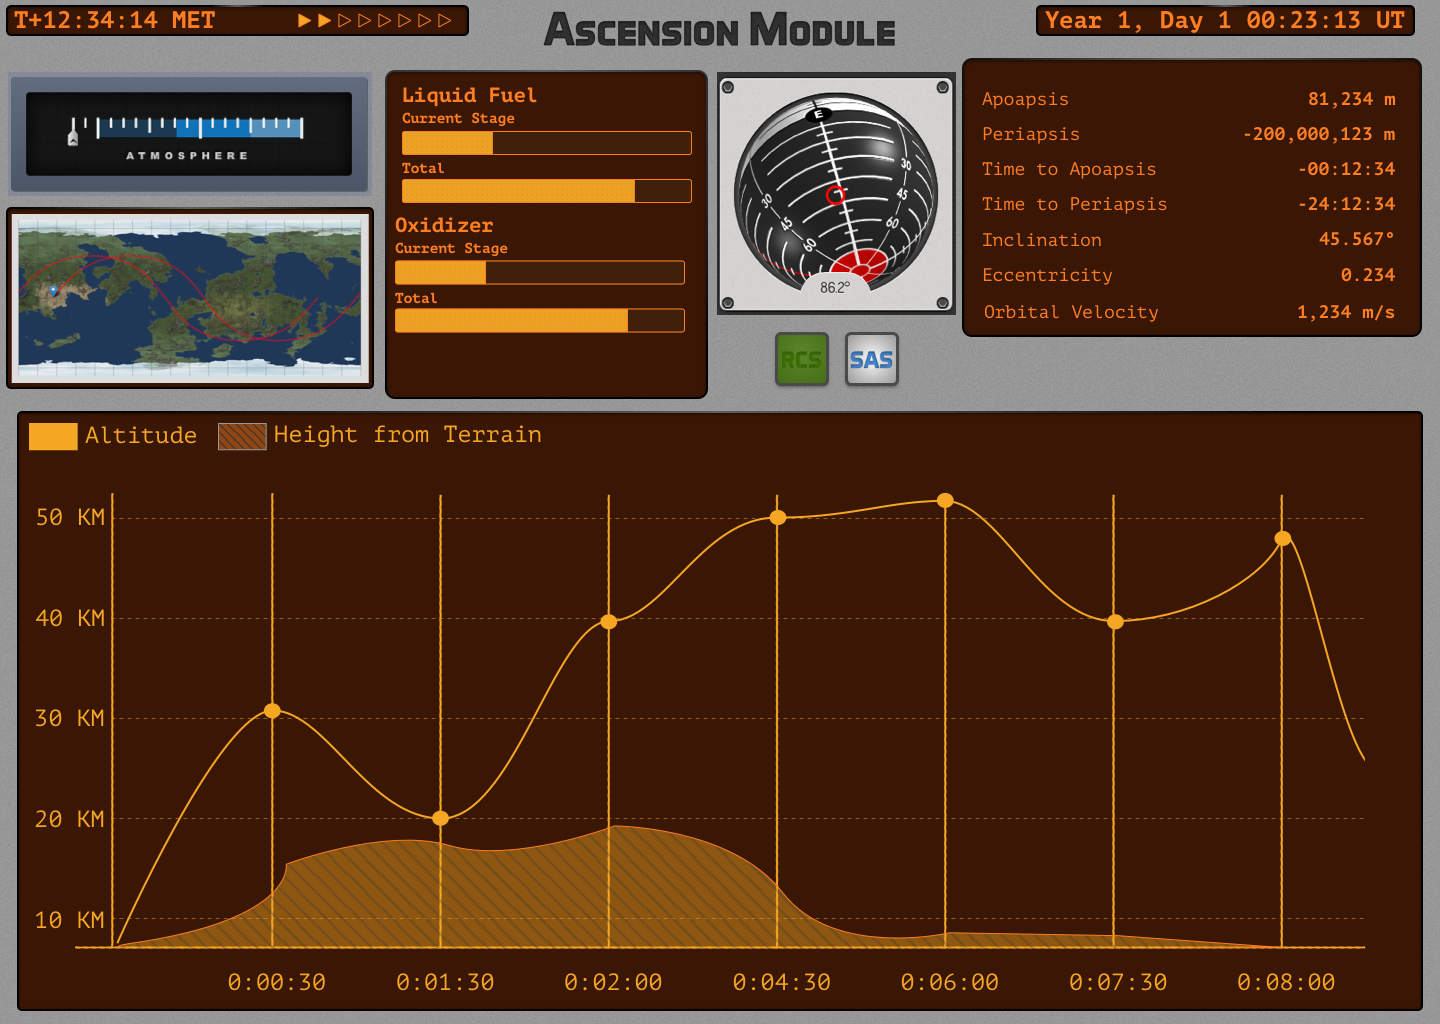 T+12:34:14 MET
Ascension Module
Year 1, Day 1 00:23:13 UT
ATMOSPHERE
Liquid Fuel
Current Stage
Total
Oxidizer
Current Stage
Total
E
30
45
60
30
45
60
86.2°
RCS SAS
Apoapsis 81,234 m
Periapsis -200,000,123 m
Time to Apoapsis -00:12:34
Time to Periapsis -24:12:34
Inclination 45.567°
Eccentricity 0.234
Orbital Velocity 1,234 m/s
Altitude Height from Terrain
50 KM
40 KM
30 KM
20 KM
10 KM
0:00:30 0:01:30 0:02:00 0:04:30 0:06:00 0:07:30 0:08:00